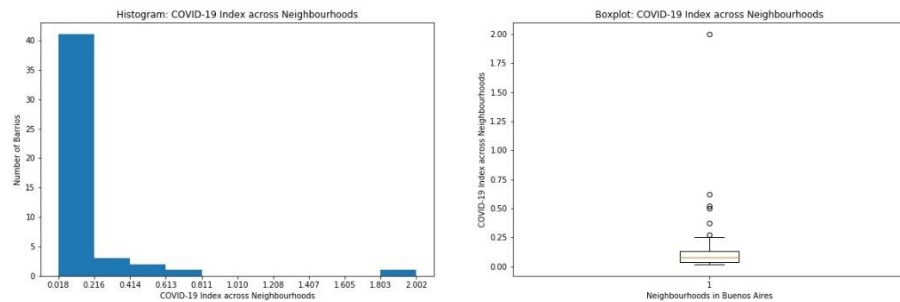 Histogram: COVID-19 Index across Neighbourhoods
Number of Barrios
40
35
30
25
20
15
10
5
0
0.018 0.216 0.414 0.613 0.811 1.010 1.208 1.407 1.605 1.803 2.002
COVID-19 Index across Neighbourhoods
Boxplot: COVID-19 Index across Neighbourhoods
COVID-19 Index across Neighbourhoods
2.00
1.75
1.50
1.25
1.00
0.75
0.50
0.25
0.00
1
Neighbourhoods in Buenos Aires